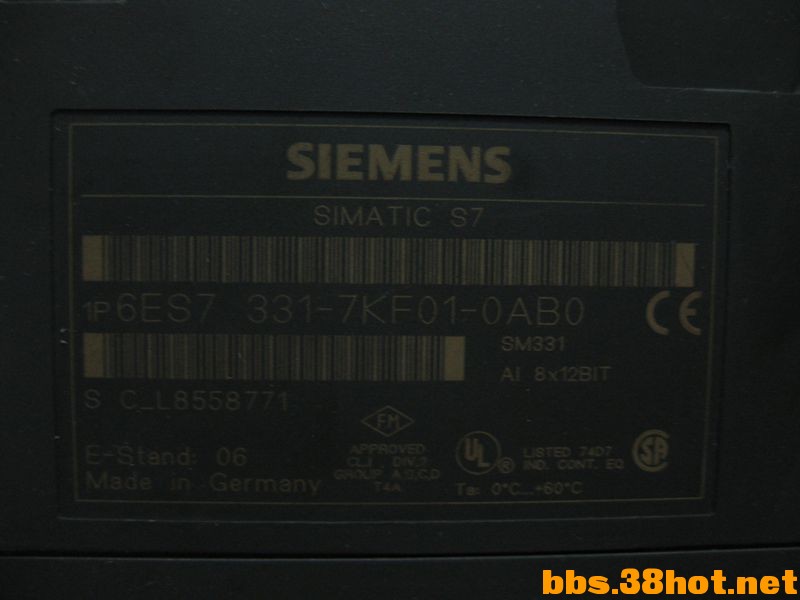 SIEMENS
SIMATIC S7
1P 6ES7 331-7KF01-0AB0
CE
SM331
AI 8x12BIT
S C_L8558771
FM
APPROVED
CL.I DIV.2
GROUP A,B,C,D
T4A
E-Stand: 06
Made in Germany
UL ®
LISTED 74D7
IND. CONT. EQ
SA
Ta: 0°C...+60°C
bbs.38hot.net